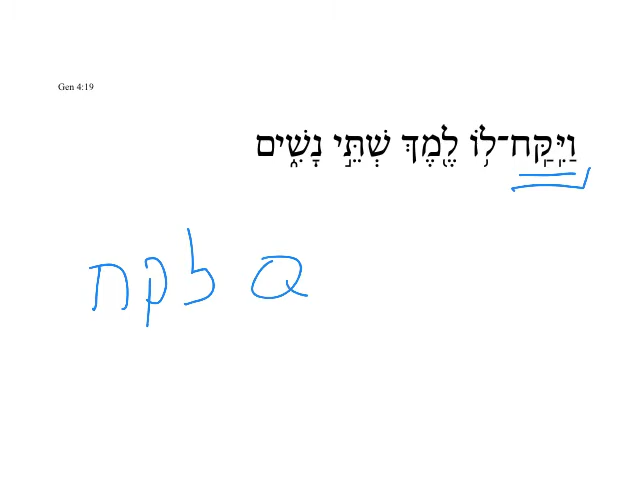 Gen 4:19
וַיִּֽקַּֽח־ל֥וֹ לֶ֖מֶךְ שְׁתֵּ֣י נָשִׁ֑ים
Q לקח